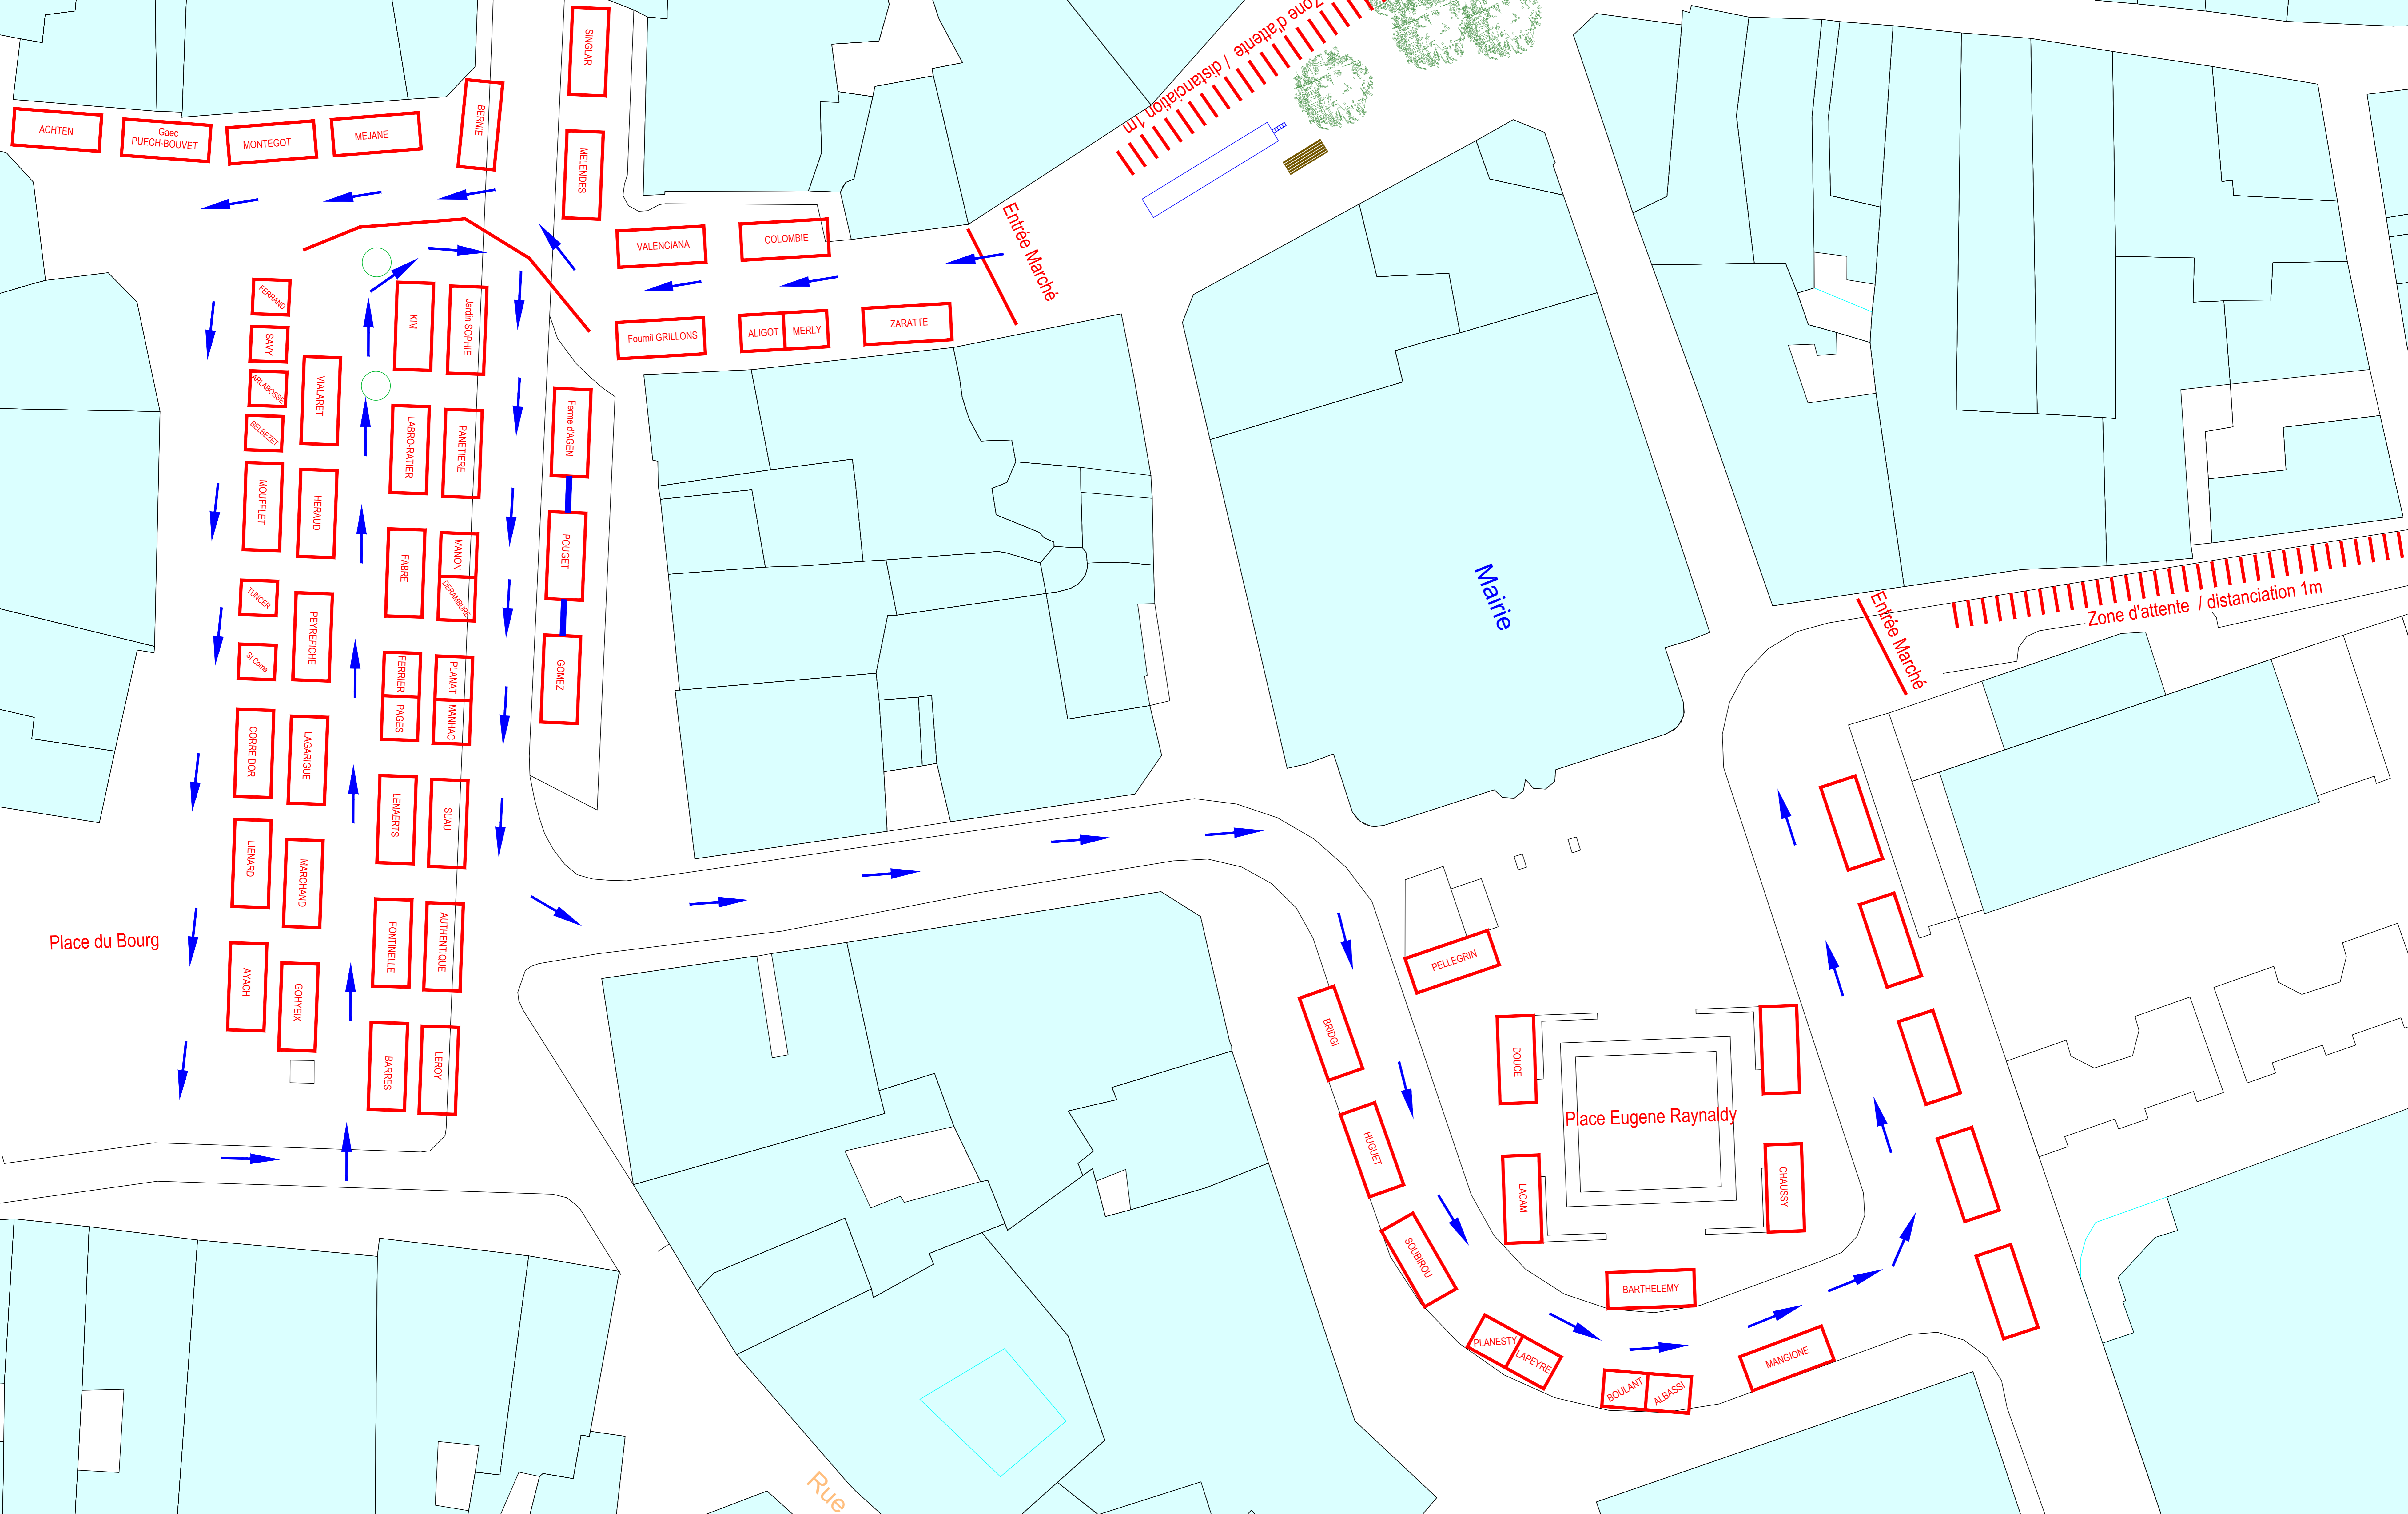 SINGLAR
Zone d'attente / distanciation 1m
BERNIE
ACHTEN
Gaec
PUECH-BOUVET
MONTEGOT
MEJANE
MELENDES
VALENCIANA
COLOMBIE
Entrée Marché
FERRAND
KIM
Jardin SOPHIE
Fournil GRILLONS
ALIGOT
MERLY
ZARATTE
SAVY
ARLABOSSE
VIALARET
BELBEZET
LABRO-RATIER
PANETIERE
Ferme d'AGEN
MOUFFLET
HERAUD
FABRE
MANON
DERAMBURE
POUGET
Mairie
TUNCER
PEYREFICHE
St Come
FERRIER
PLANAT
GOMEZ
PAGES
MANHAC
Entrée Marché
Zone d'attente / distanciation 1m
CORRE DOR
LAGARIGUE
LENAERTS
SUAU
LIENARD
MARCHAND
Place du Bourg
FONTINELLE
AUTHENTIQUE
AYACH
GOHYEIX
BARRES
LEROY
PELLEGRIN
BRIDGI
DOUCE
Place Eugene Raynaldy
HUGUET
LACAM
CHAUSSY
SOUBIROU
BARTHELEMY
PLANESTY
LAPEYRE
MANGIONE
BOULANT
ALBASSI
Rue